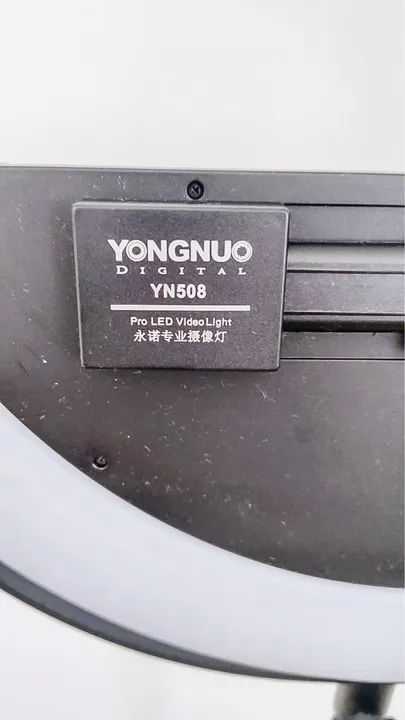 YONGNUO
DIGITAL
YN508
Pro LED Video Light
永诺专业摄像灯